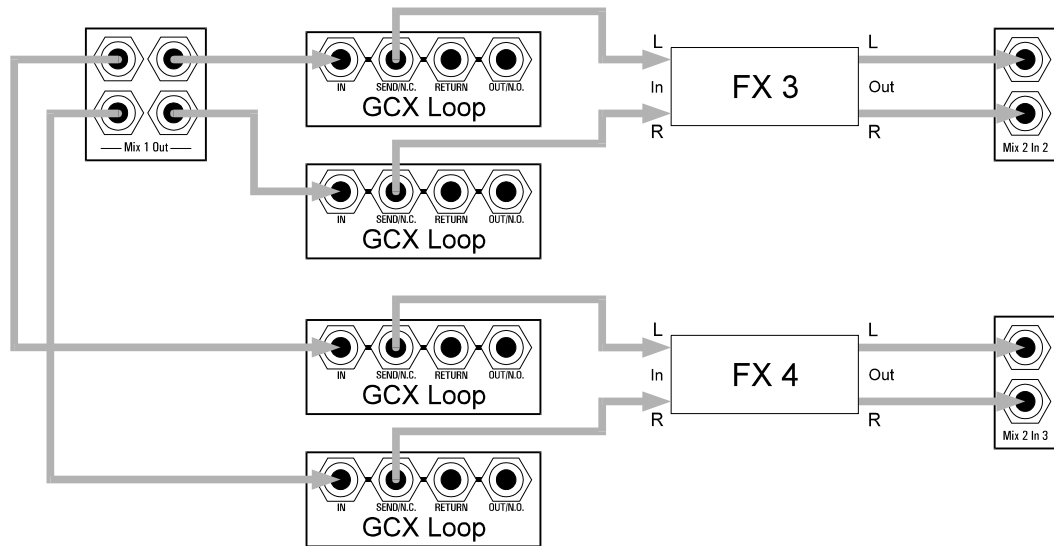 Mix 1 Out
IN SEND/N.C. RETURN OUT/N.O.
GCX Loop
IN SEND/N.C. RETURN OUT/N.O.
GCX Loop
L
In
R
FX 3
L
Out
R
Mix 2 In 2
IN SEND/N.C. RETURN OUT/N.O.
GCX Loop
IN SEND/N.C. RETURN OUT/N.O.
GCX Loop
L
In
R
FX 4
L
Out
R
Mix 2 In 3